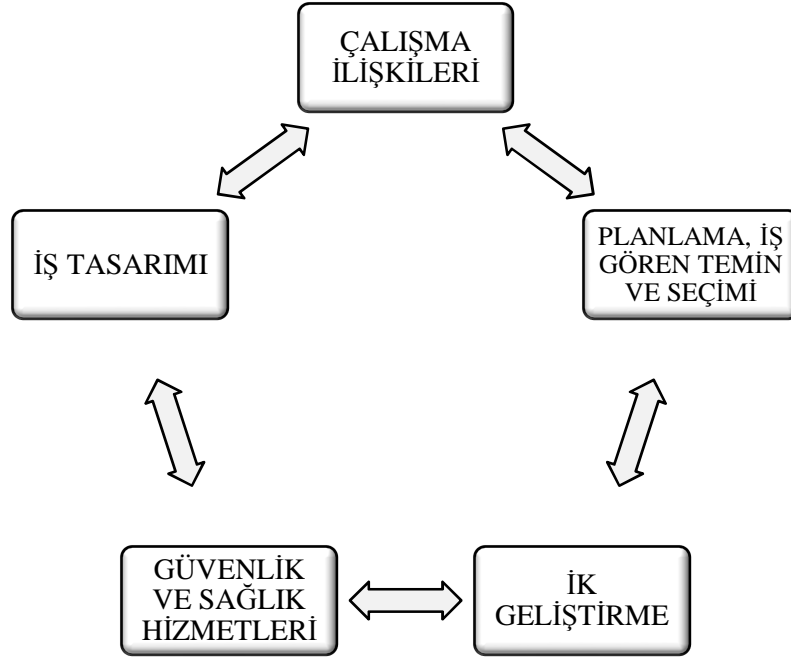 ÇALIŞMA
İLİŞKİLERİ
İŞ TASARIMI
PLANLAMA, İŞ
GÖREN TEMİN
VE SEÇİMİ
GÜVENLİK
VE SAĞLIK
HİZMETLERİ
İK
GELİŞTİRME